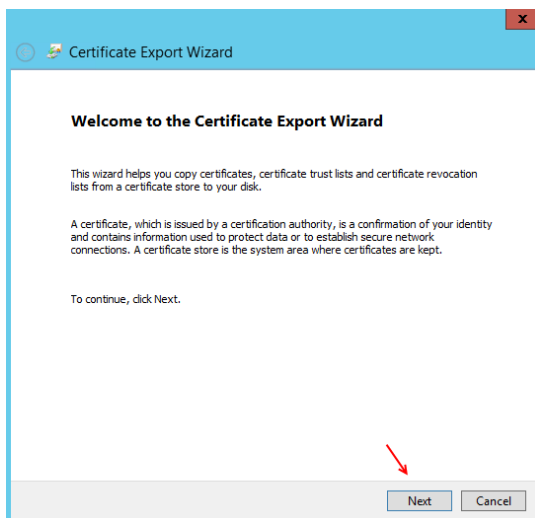 x
Certificate Export Wizard
Welcome to the Certificate Export Wizard
This wizard helps you copy certificates, certificate trust lists and certificate revocation
lists from a certificate store to your disk.
A certificate, which is issued by a certification authority, is a confirmation of your identity
and contains information used to protect data or to establish secure network
connections. A certificate store is the system area where certificates are kept.
To continue, click Next.
Next Cancel